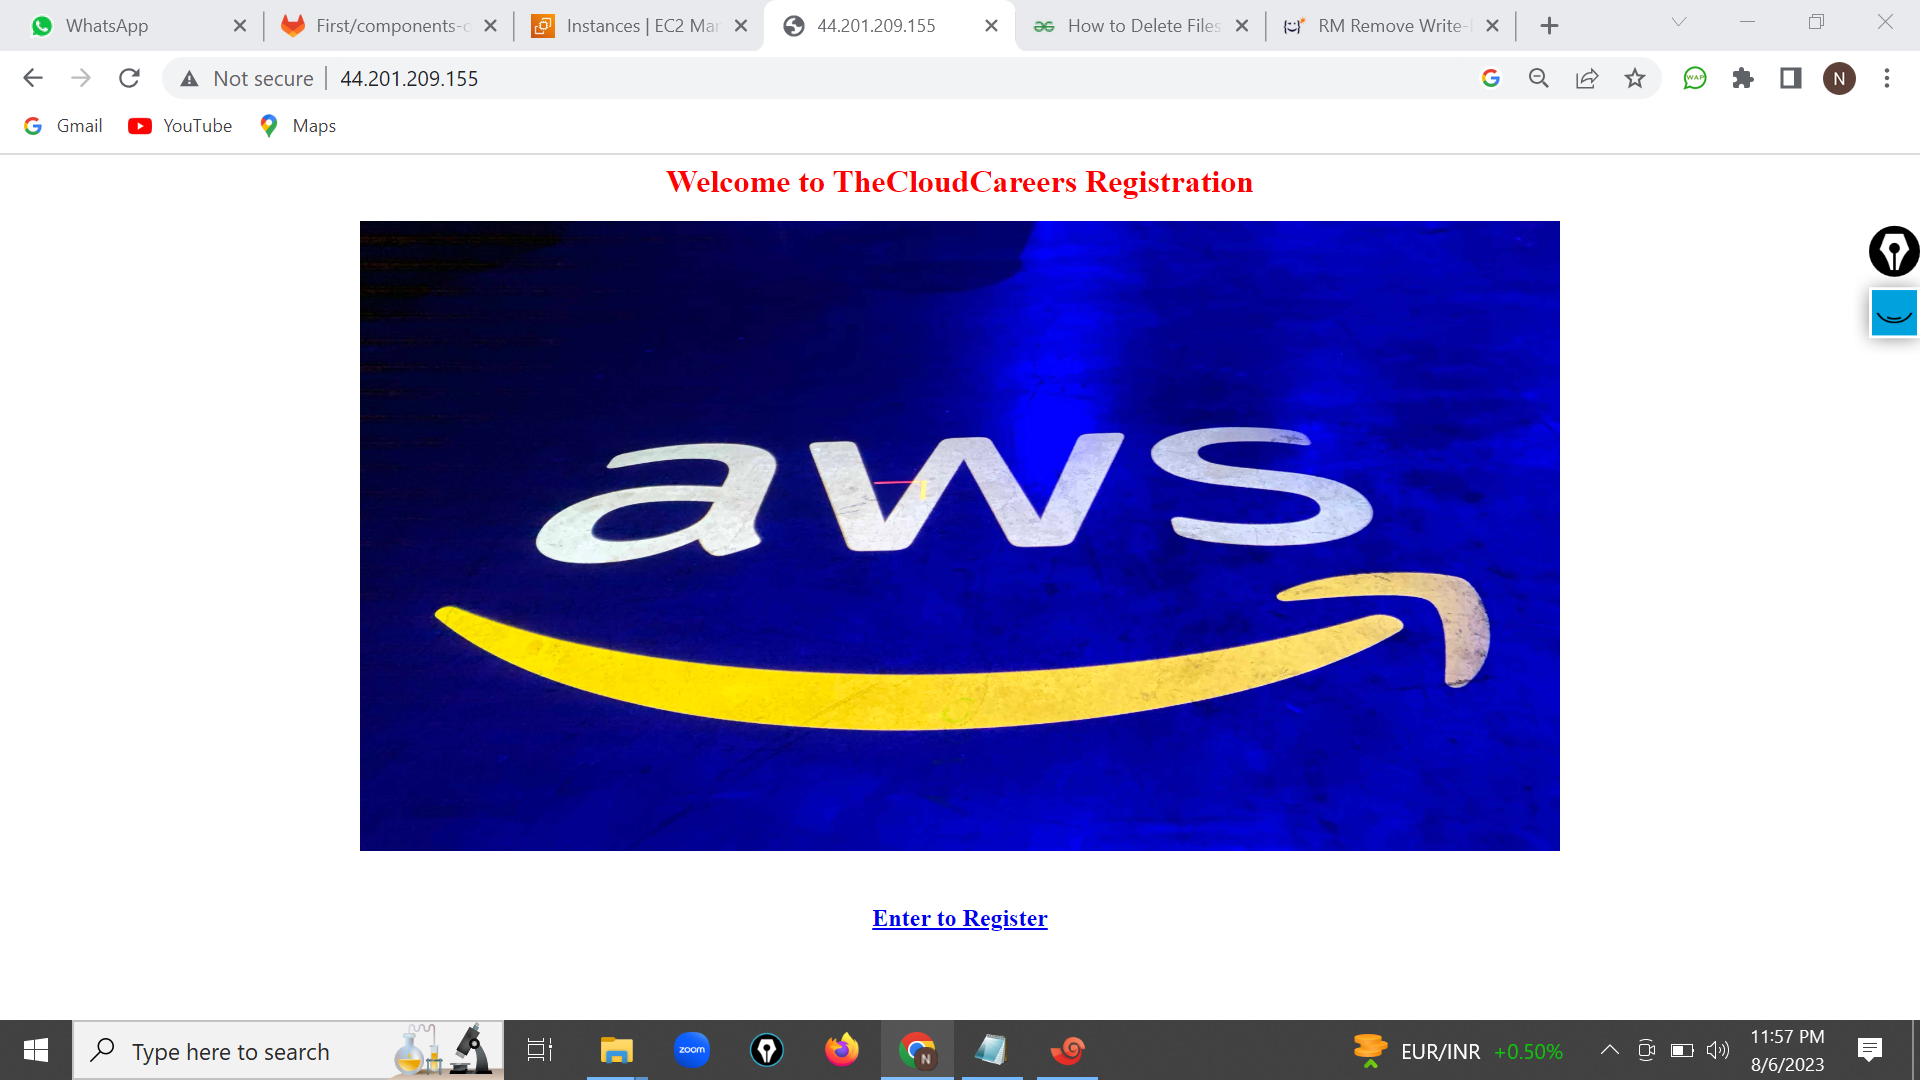 WhatsApp
First/components-c
Instances | EC2 Mar
44.201.209.155
How to Delete Files
RM Remove Write-
Not secure
44.201.209.155
WAP
N
Gmail
YouTube
Maps
Welcome to TheCloudCareers Registration
aws
Enter to Register
Type here to search
zoom
N
EUR/INR +0.50%
11:57 PM
8/6/2023